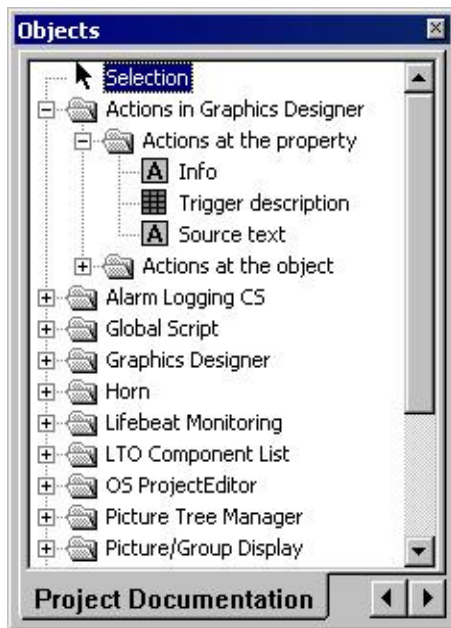 Objects
Selection
Actions in Graphics Designer
Actions at the property
A Info
Trigger description
A Source text
Actions at the object
Alarm Logging CS
Global Script
Graphics Designer
Horn
Lifebeat Monitoring
LTO Component List
OS ProjectEditor
Picture Tree Manager
Picture/Group Display
Project Documentation